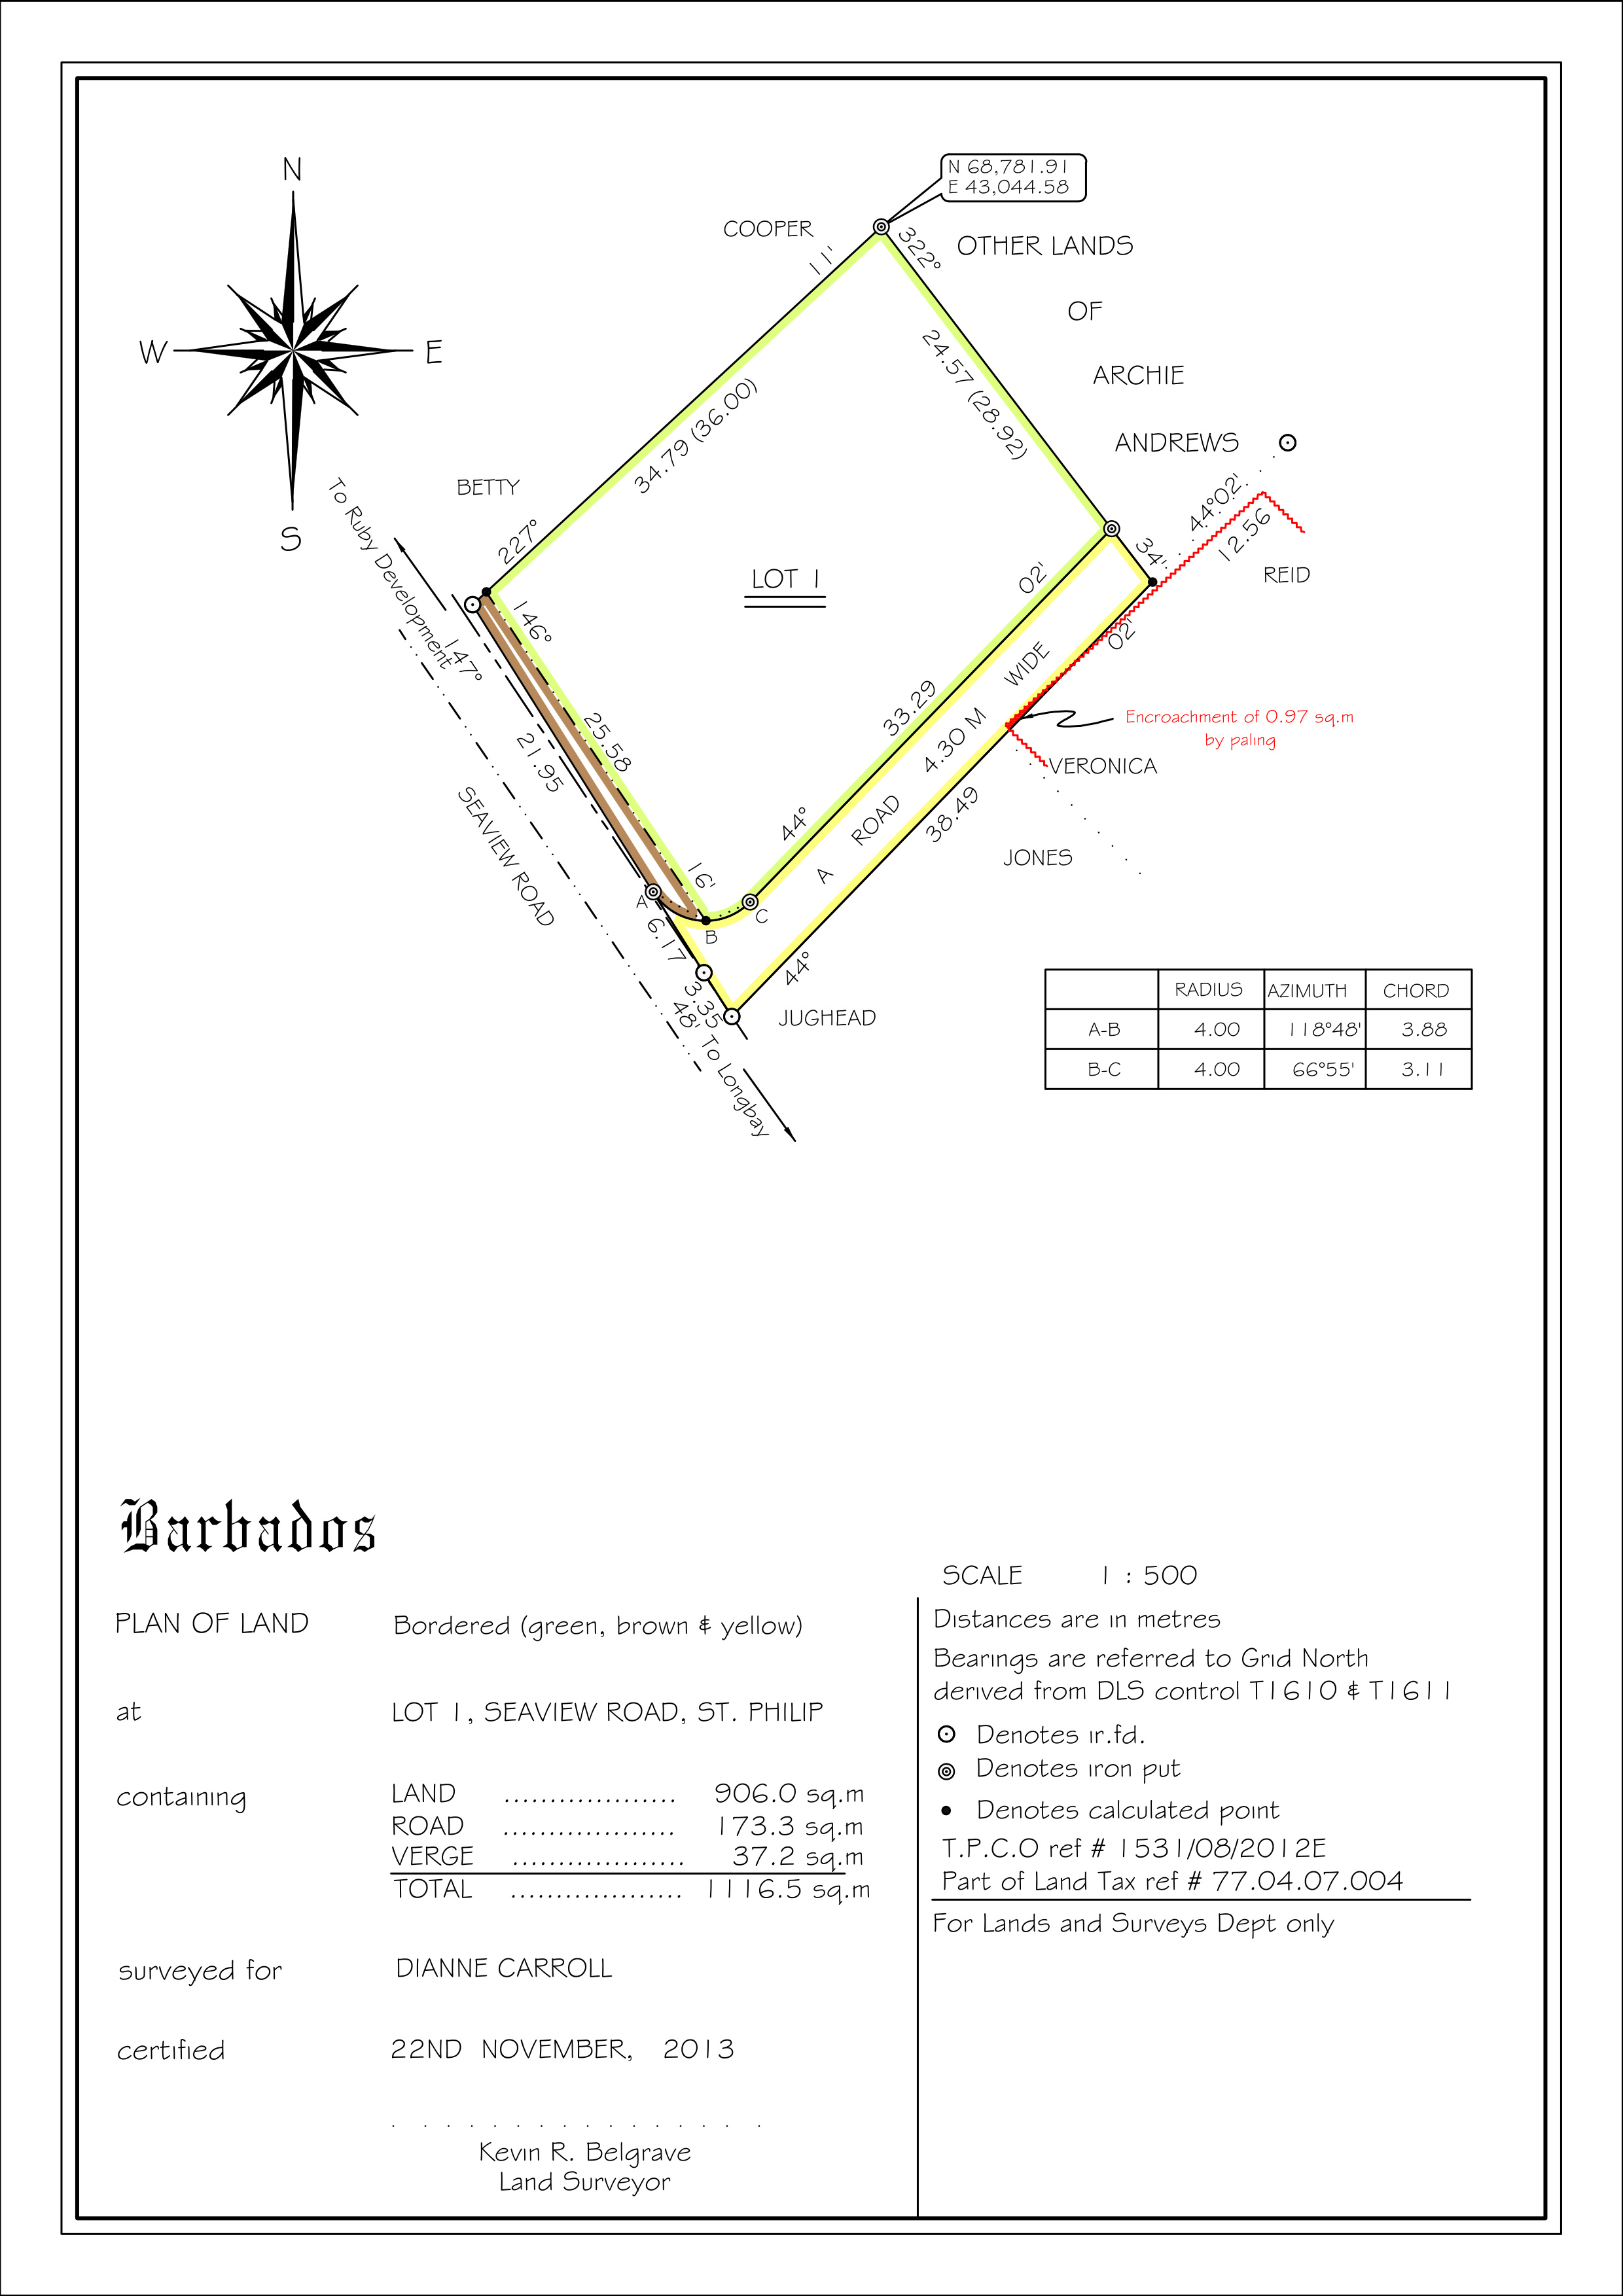 N
W
E
S
N 68,781.91
E 43,044.58
COOPER
11'
322°
OTHER LANDS
OF
ARCHIE
ANDREWS
24.57 (28.92)
34.79 (36.00)
BETTY
227°
To Ruby Development
147°
146°
LOT 1
02'
34'
44°02'
12.56
REID
02'
WIDE
4.30 M
ROAD
A
33.29
25.58
21.95
SEAVIEW ROAD
Encroachment of 0.97 sq.m
by paling
VERONICA
JONES
38.49
44°
16'
A
B
C
6.17
3.35
48'
44°
JUGHEAD
To Longbay
RADIUS AZIMUTH CHORD
A-B 4.00 118°48' 3.88
B-C 4.00 66°55' 3.11
Barbados
PLAN OF LAND Bordered (green, brown & yellow)
at LOT 1, SEAVIEW ROAD, ST. PHILIP
containing LAND ................... 906.0 sq.m
ROAD ................... 173.3 sq.m
VERGE ................... 37.2 sq.m
TOTAL ................... 1116.5 sq.m
surveyed for DIANNE CARROLL
certified 22ND NOVEMBER, 2013
. . . . . . . . . . . . . . . .
Kevin R. Belgrave
Land Surveyor
SCALE 1 : 500
Distances are in metres
Bearings are referred to Grid North
derived from DLS control T1610 & T1611
Denotes ir.fd.
Denotes iron put
Denotes calculated point
T.P.C.O ref # 1531/08/2012E
Part of Land Tax ref # 77.04.07.004
For Lands and Surveys Dept only